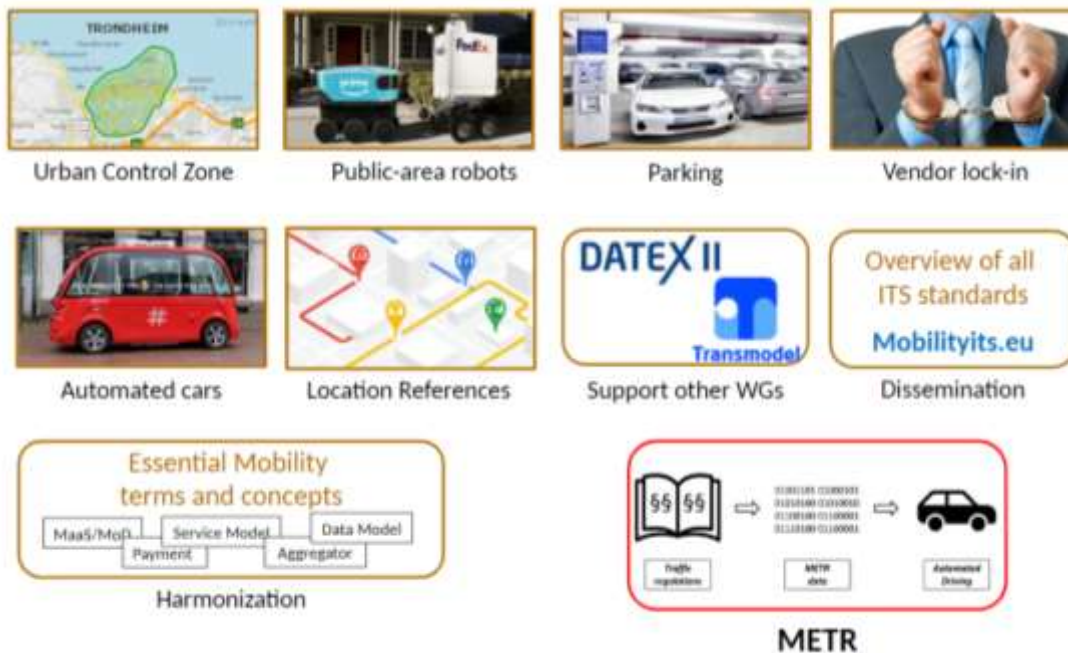 TRONDHEIM
FedEx
Urban Control Zone
Public-area robots
Parking
Vendor lock-in
#
DATEX II
Transmodel
Overview of all
ITS standards
Mobilityits.eu
Automated cars
Location References
Support other WGs
Dissemination
Essential Mobility
terms and concepts
MaaS/MoD
Service Model
Data Model
Payment
Aggregator
Harmonization
§§ §§
Traffic
regulations
METR
data
Automated
Driving
METR